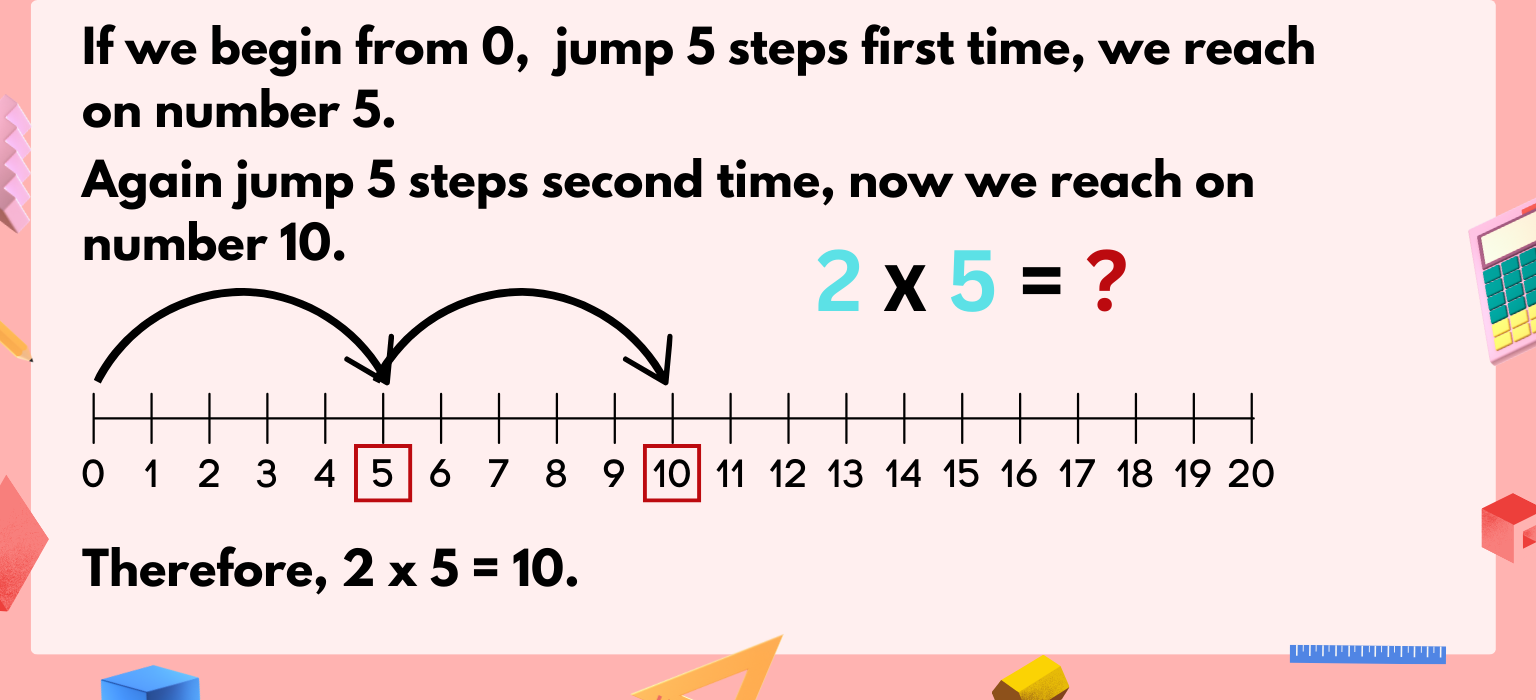 If we begin from 0, jump 5 steps first time, we reach
on number 5.
Again jump 5 steps second time, now we reach on
number 10.
2 x 5 = ?
0 1 2 3 4 5 6 7 8 9 10 11 12 13 14 15 16 17 18 19 20
Therefore, 2 x 5 = 10.